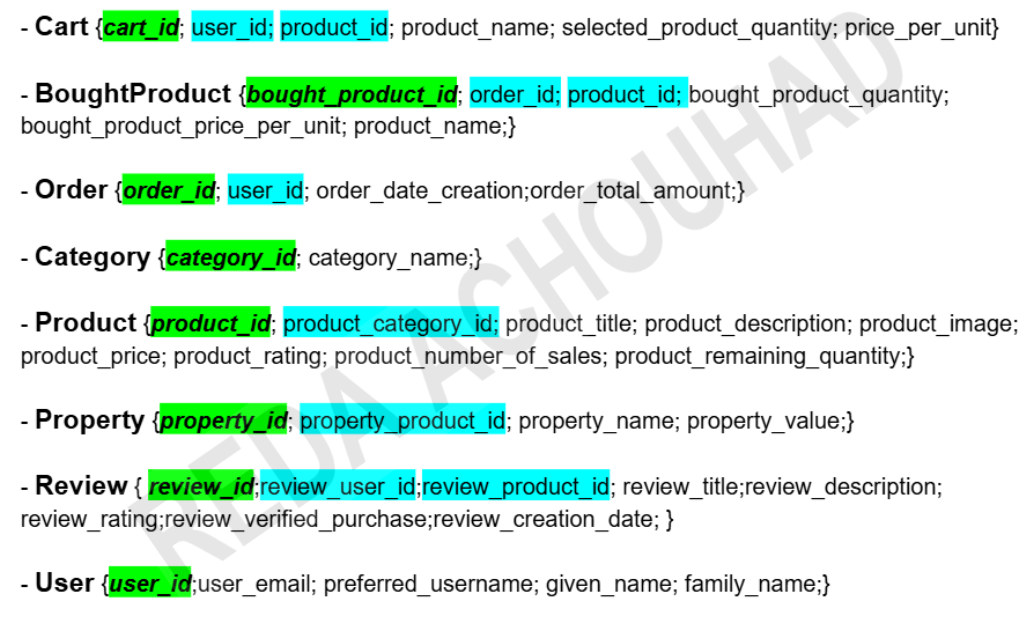 - Cart {cart_id; user_id; product_id; product_name; selected_product_quantity; price_per_unit}
- BoughtProduct {bought_product_id; order_id; product_id; bought_product_quantity;
bought_product_price_per_unit; product_name;}
- Order {order_id; user_id; order_date_creation;order_total_amount;}
- Category {category_id; category_name;}
- Product {product_id; product_category_id; product_title; product_description; product_image;
product_price; product_rating; product_number_of_sales; product_remaining_quantity;}
- Property {property_id; property_product_id; property_name; property_value;}
- Review { review_id;review_user_id;review_product_id; review_title;review_description;
review_rating;review_verified_purchase;review_creation_date; }
- User {user_id;user_email; preferred_username; given_name; family_name;}
REDA ACHOUHAD